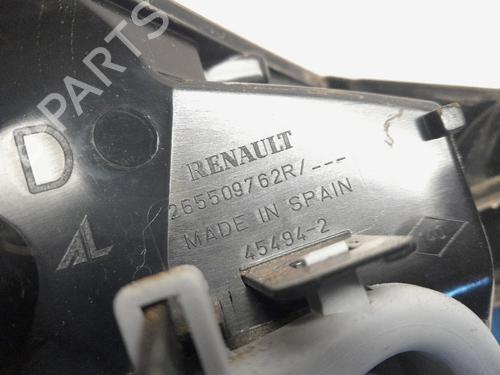 PARTS
D
RENAULT
265509762R/---
MADE IN SPAIN
45494-2